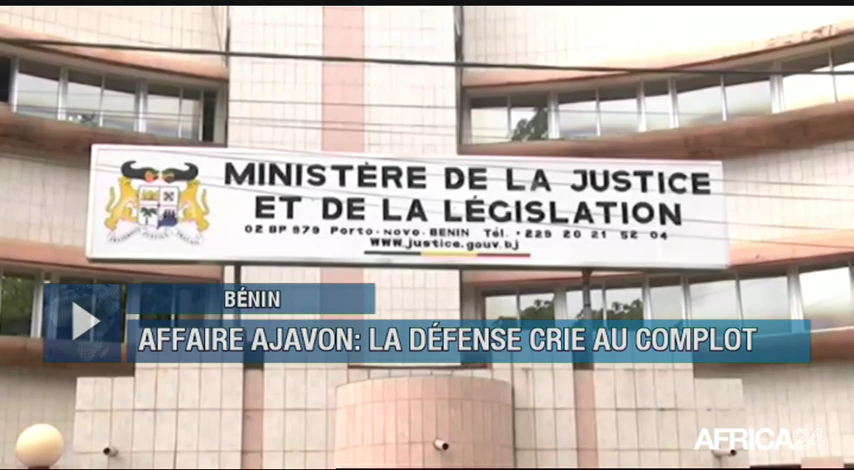 MINISTÈRE DE LA JUSTICE
ET DE LA LÉGISLATION
02 BP 979 Porto-Novo-BENIN Tél. +229 20 21 52 04
www.justice.gouv.bj
BÉNIN
AFFAIRE AJAVON: LA DÉFENSE CRIE AU COMPLOT
AFRICA24